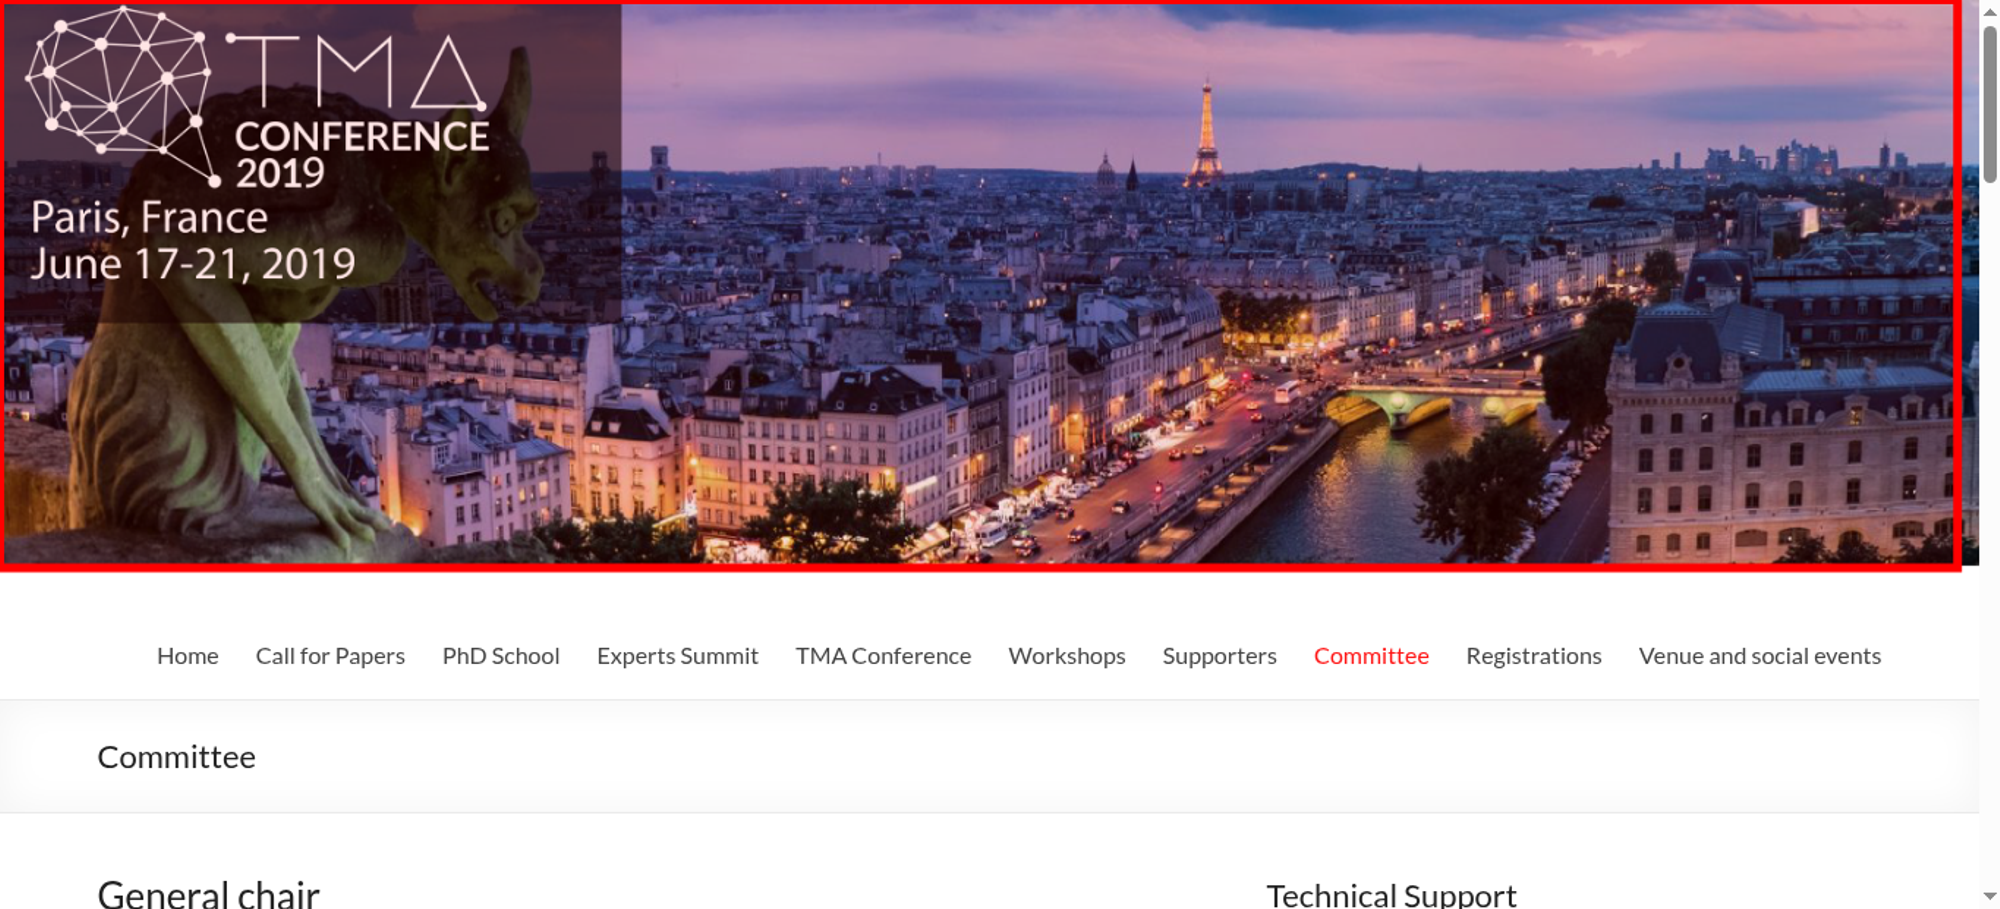 TMA
CONFERENCE
2019
Paris, France
June 17-21, 2019
Home Call for Papers PhD School Experts Summit TMA Conference Workshops Supporters Committee Registrations Venue and social events
Committee
General chair
Technical Support